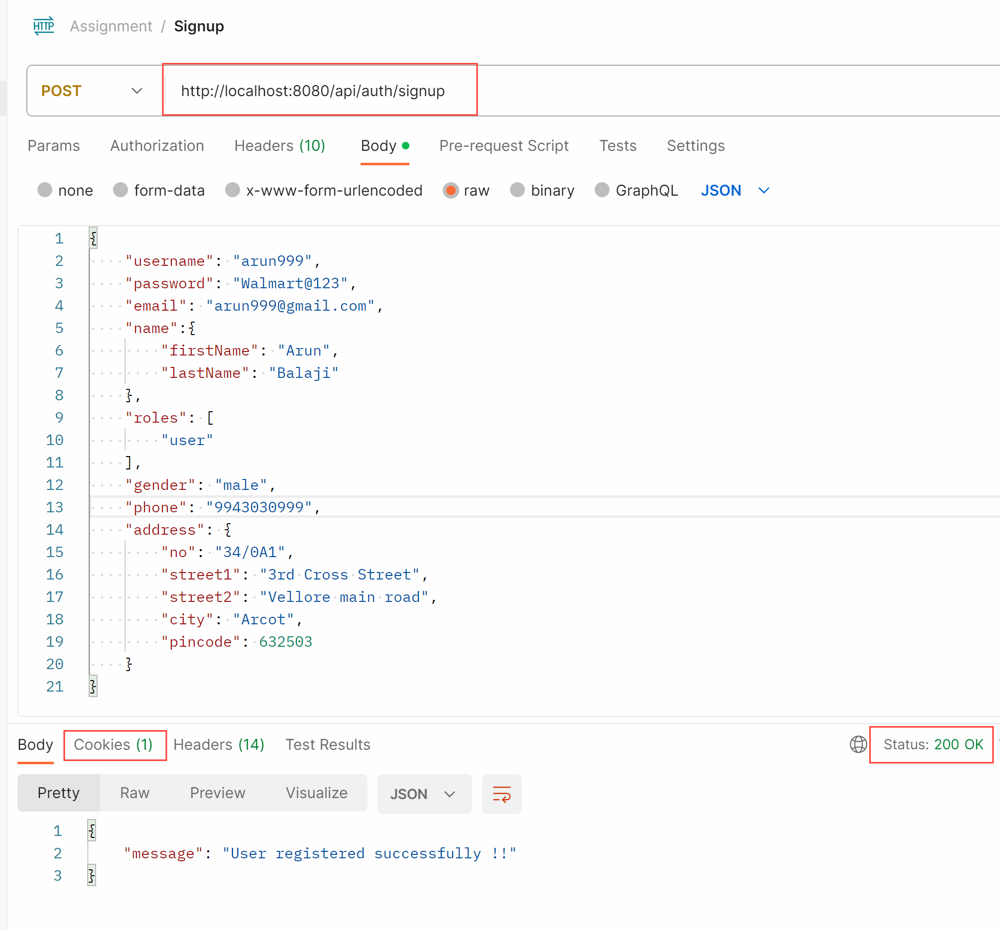 HTTP Assignment / Signup
POST http://localhost:8080/api/auth/signup
Params Authorization Headers (10) Body Pre-request Script Tests Settings
none form-data x-www-form-urlencoded raw binary GraphQL JSON
1 {
2 "username": "arun999",
3 "password": "Walmart@123",
4 "email": "arun999@gmail.com",
5 "name":{
6 "firstName": "Arun",
7 "lastName": "Balaji"
8 },
9 "roles": [
10 "user"
11 ],
12 "gender": "male",
13 "phone": "9943030999",
14 "address": {
15 "no": "34/0A1",
16 "street1": "3rd Cross Street",
17 "street2": "Vellore main road",
18 "city": "Arcot",
19 "pincode": 632503
20 }
21 }
Body Cookies (1) Headers (14) Test Results Status: 200 OK
Pretty Raw Preview Visualize JSON
1 {
2 "message": "User registered successfully !!"
3 }